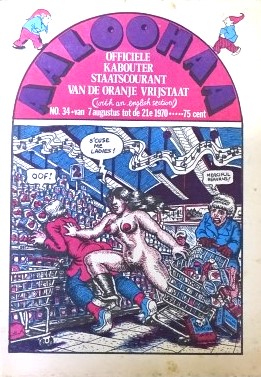 AALOOHAA
OFFICIELE
KABOUTER
STAATSCOURANT
VAN DE ORANJE VRIJSTAAT
(with an english section)
NO. 34-van 7 augustus tot de 21e 1970·····75 cent
S'CUSE
ME
LADIES!
OOF!
MERCIFUL
HEAVENS!